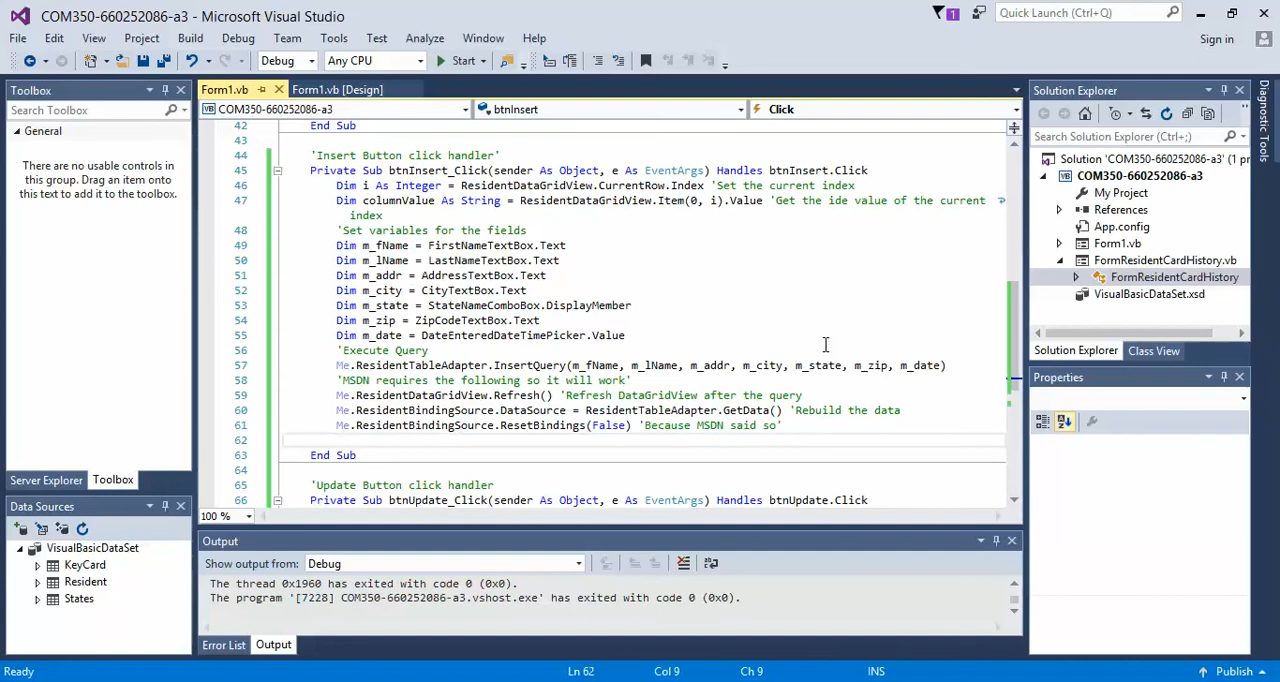 COM350-660252086-a3 - Microsoft Visual Studio
1
Quick Launch (Ctrl+Q)
File Edit View Project Build Debug Team Tools Test Analyze Window Help
Sign in
Debug Any CPU Start
Toolbox
Search Toolbox
General
There are no usable controls in
this group. Drag an item onto
this text to add it to the toolbox.
Server Explorer Toolbox
Data Sources
VisualBasicDataSet
KeyCard
Resident
States
Form1.vb Form1.vb [Design]
COM350-660252086-a3 btnInsert Click
42 End Sub
43
44 'Insert Button click handler'
45 Private Sub btnInsert_Click(sender As Object, e As EventArgs) Handles btnInsert.Click
46 Dim i As Integer = ResidentDataGridView.CurrentRow.Index 'Set the current index
47 Dim columnValue As String = ResidentDataGridView.Item(0, i).Value 'Get the ide value of the current
index
48 'Set variables for the fields
49 Dim m_fName = FirstNameTextBox.Text
50 Dim m_lName = LastNameTextBox.Text
51 Dim m_addr = AddressTextBox.Text
52 Dim m_city = CityTextBox.Text
53 Dim m_state = StateNameComboBox.DisplayMember
54 Dim m_zip = ZipCodeTextBox.Text
55 Dim m_date = DateEnteredDateTimePicker.Value
56 'Execute Query
57 Me.ResidentTableAdapter.InsertQuery(m_fName, m_lName, m_addr, m_city, m_state, m_zip, m_date)
58 'MSDN requires the following so it will work'
59 Me.ResidentDataGridView.Refresh() 'Refresh DataGridView after the query
60 Me.ResidentBindingSource.DataSource = ResidentTableAdapter.GetData() 'Rebuild the data
61 Me.ResidentBindingSource.ResetBindings(False) 'Because MSDN said so'
62
63 End Sub
64
65 'Update Button click handler
66 Private Sub btnUpdate_Click(sender As Object, e As EventArgs) Handles btnUpdate.Click
100 %
Output
Show output from: Debug
The thread 0x1960 has exited with code 0 (0x0).
The program '[7228] COM350-660252086-a3.vshost.exe' has exited with code 0 (0x0).
Error List Output
Solution Explorer
Search Solution Explorer (Ctrl+;)
Solution 'COM350-660252086-a3' (1 pr
COM350-660252086-a3
My Project
References
App.config
Form1.vb
FormResidentCardHistory.vb
FormResidentCardHistory
VisualBasicDataSet.xsd
Solution Explorer Class View
Properties
Diagnostic Tools
Ready Ln 62 Col 9 Ch 9 INS Publish